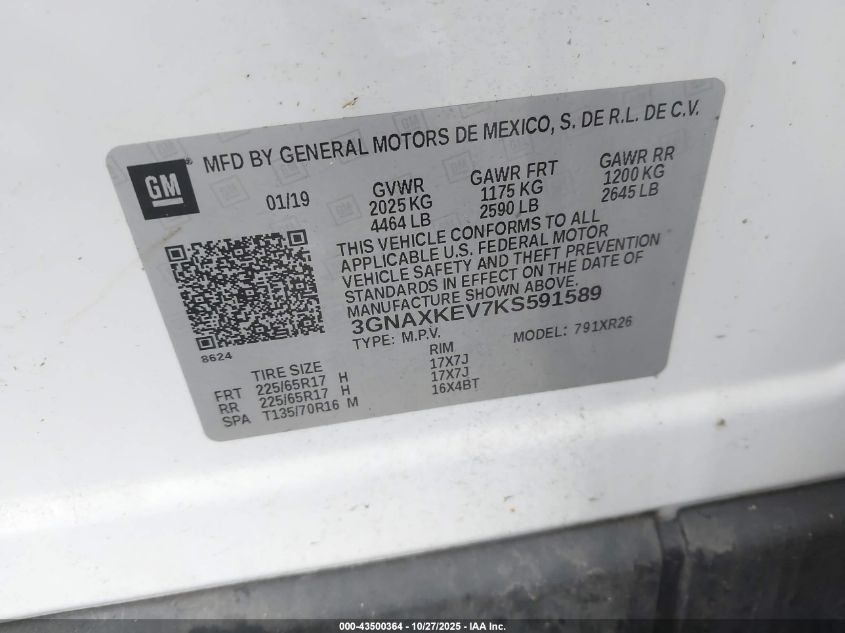 MFD BY GENERAL MOTORS DE MEXICO, S. DE R.L. DE C.V.
GM
01/19
GVWR GAWR FRT GAWR RR
2025 KG 1175 KG 1200 KG
4464 LB 2590 LB 2645 LB
THIS VEHICLE CONFORMS TO ALL
APPLICABLE U.S. FEDERAL MOTOR
VEHICLE SAFETY AND THEFT PREVENTION
STANDARDS IN EFFECT ON THE DATE OF
MANUFACTURE SHOWN ABOVE.
3GNAXKEV7KS591589
TYPE: M.P.V. MODEL: 791XR26
8624
TIRE SIZE RIM
FRT 225/65R17 H 17X7J
RR 225/65R17 H 17X7J
SPA T135/70R16 M 16X4BT
000-43500364 - 10/27/2025 - IAA Inc.